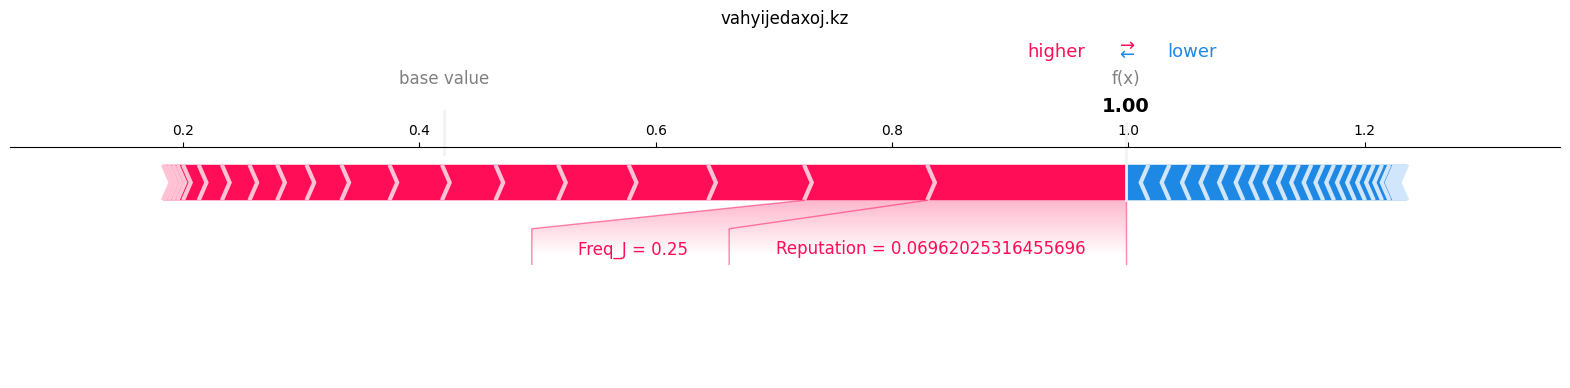 vahyijedaxoj.kz
higher ⇄ lower
base value f(x)
1.00
0.2 0.4 0.6 0.8 1.0 1.2
Freq_J = 0.25 Reputation = 0.06962025316455696